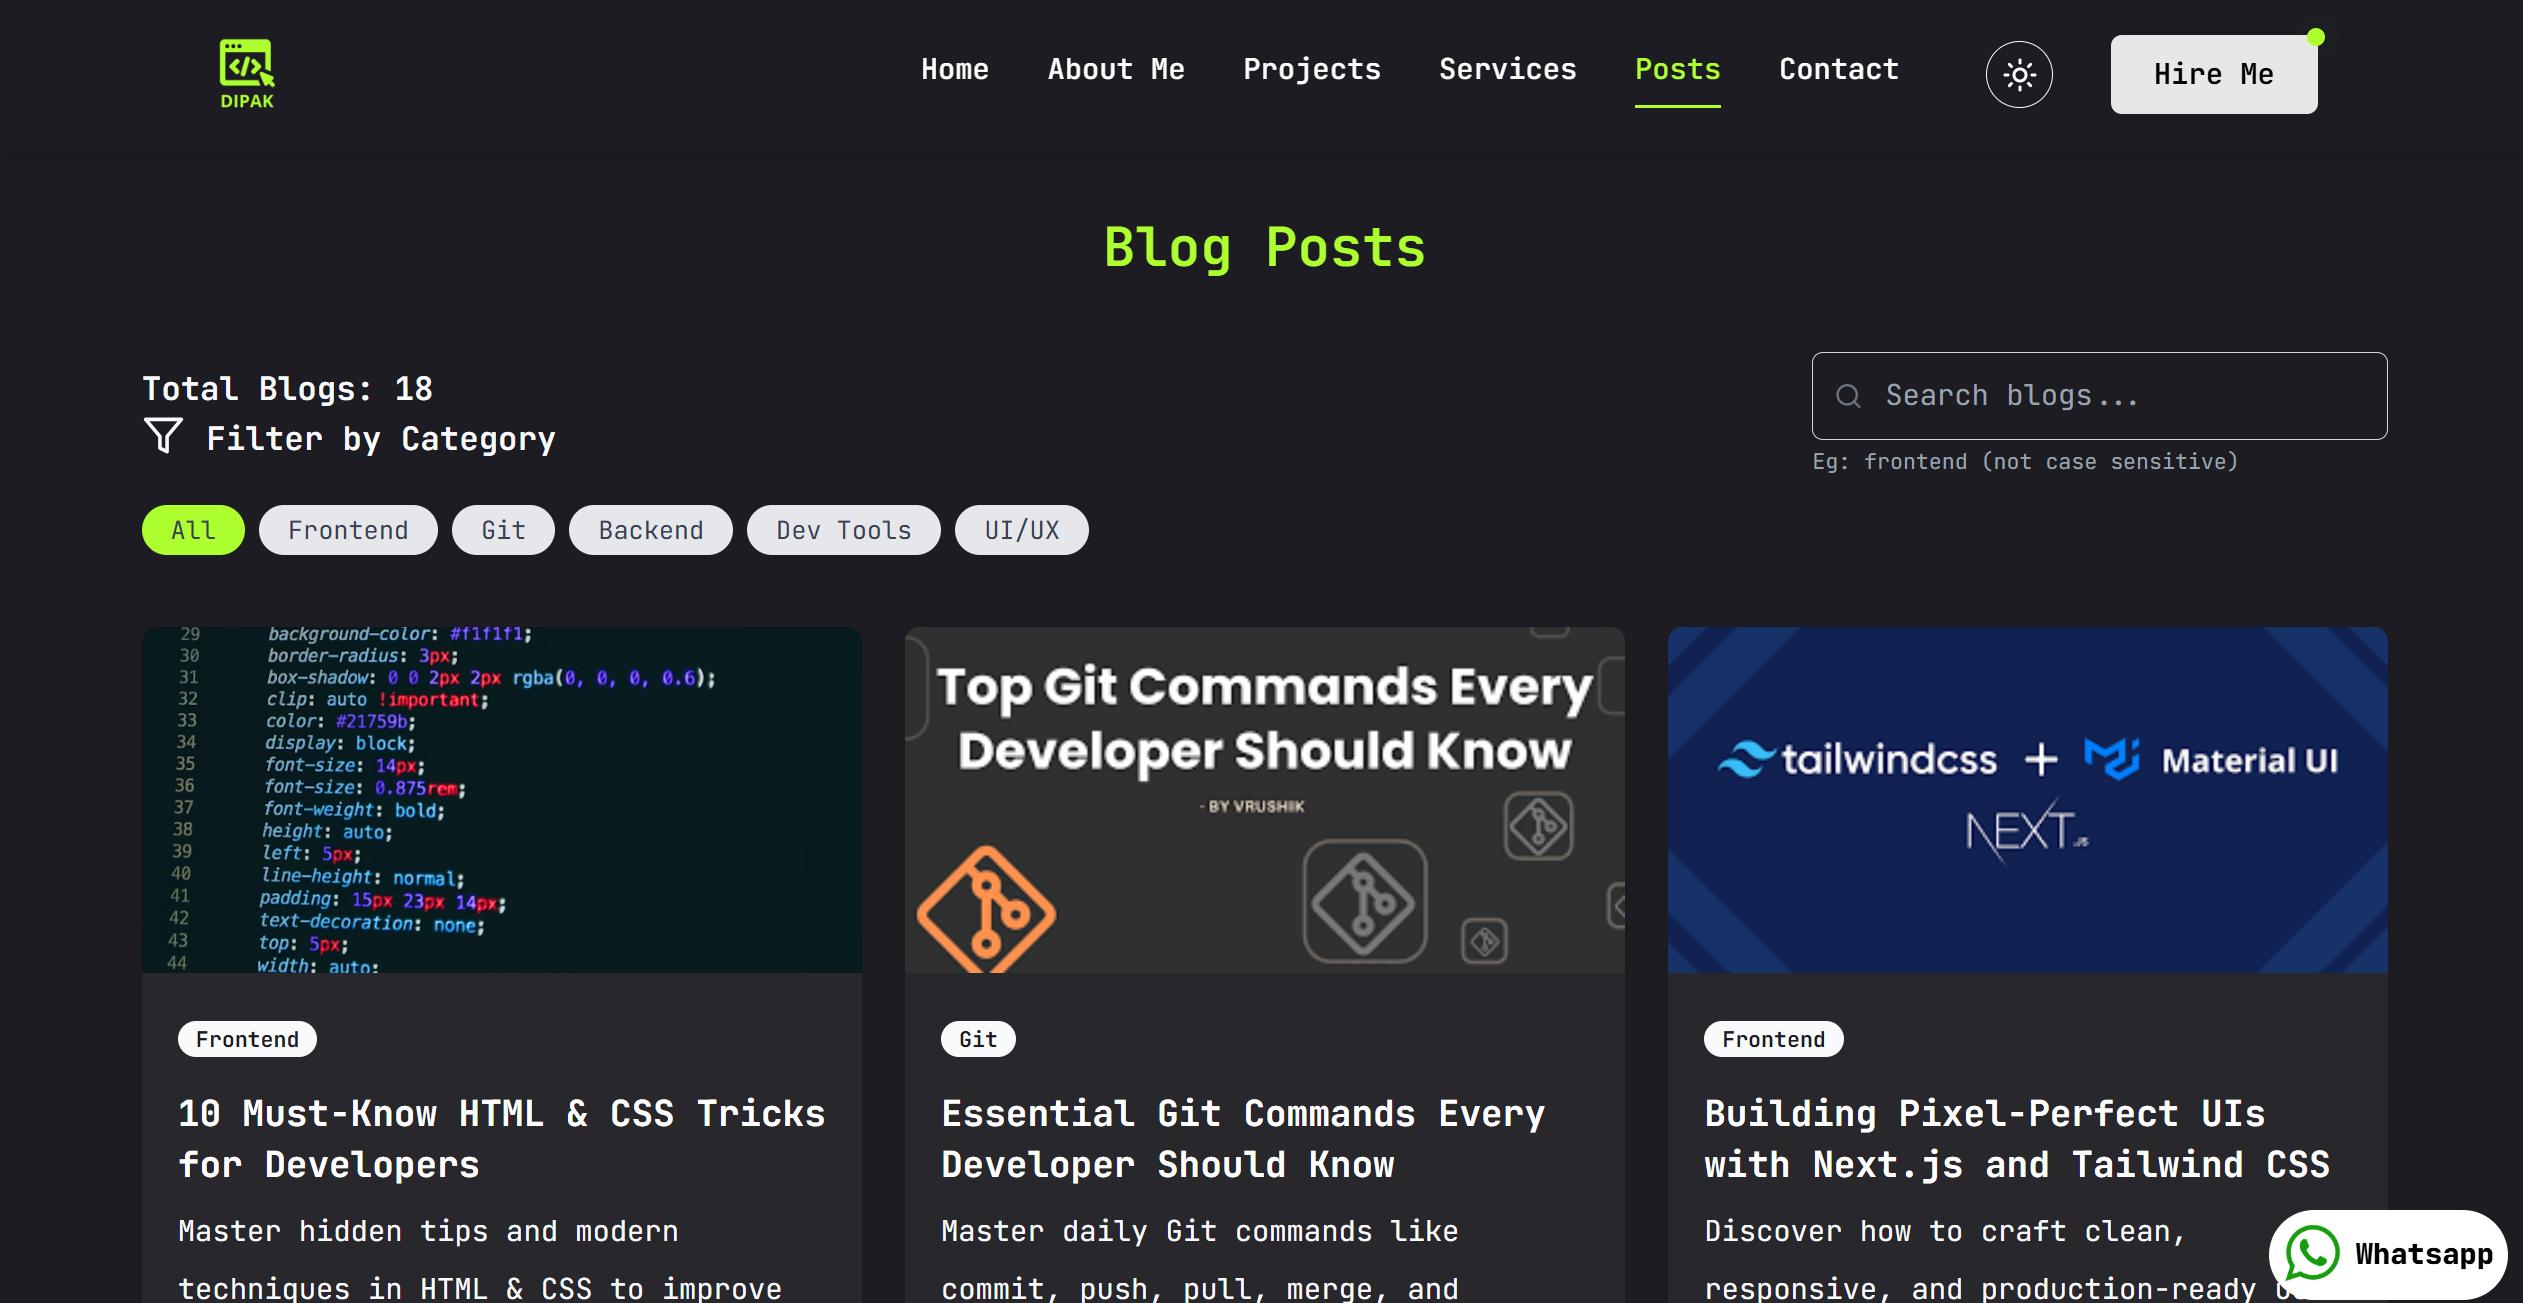 DIPAK
Home About Me Projects Services Posts Contact Hire Me
Blog Posts
Total Blogs: 18
Filter by Category
Search blogs...
Eg: frontend (not case sensitive)
All Frontend Git Backend Dev Tools UI/UX
29 background-color: #f1f1f1;
30 border-radius: 3px;
31 box-shadow: 0 0 2px 2px rgba(0, 0, 0, 0.6);
32 clip: auto !important;
33 color: #21759b;
34 display: block;
35 font-size: 14px;
36 font-size: 0.875rem;
37 font-weight: bold;
38 height: auto;
39 left: 5px;
40 line-height: normal;
41 padding: 15px 23px 14px;
42 text-decoration: none;
43 top: 5px;
44 width: auto;
Frontend
10 Must-Know HTML & CSS Tricks
for Developers
Master hidden tips and modern
techniques in HTML & CSS to improve
Top Git Commands Every
Developer Should Know
- BY VRUSHIK
Git
Essential Git Commands Every
Developer Should Know
Master daily Git commands like
commit, push, pull, merge, and
tailwindcss + Material UI
NEXT.JS
Frontend
Building Pixel-Perfect UIs
with Next.js and Tailwind CSS
Discover how to craft clean,
responsive, and production-ready
Whatsapp